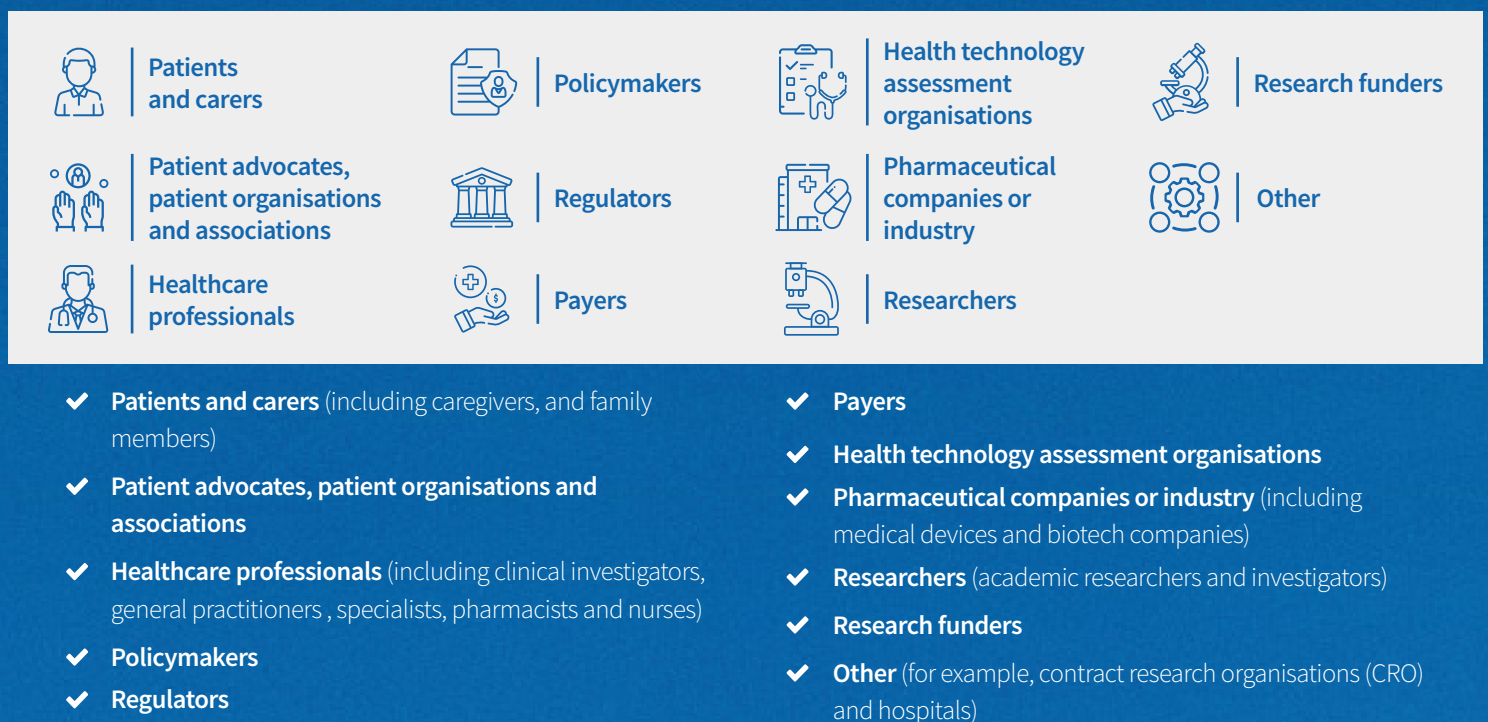 Patients
and carers
Patient advocates,
patient organisations
and associations
Healthcare
professionals
Policymakers
Regulators
Payers
$
Health technology
assessment
organisations
Pharmaceutical
companies or
industry
Researchers
Research funders
Other
Patients and carers (including caregivers, and family
members)
Patient advocates, patient organisations and
associations
Healthcare professionals (including clinical investigators,
general practitioners , specialists, pharmacists and nurses)
Policymakers
Regulators
Payers
Health technology assessment organisations
Pharmaceutical companies or industry (including
medical devices and biotech companies)
Researchers (academic researchers and investigators)
Research funders
Other (for example, contract research organisations (CRO)
and hospitals)